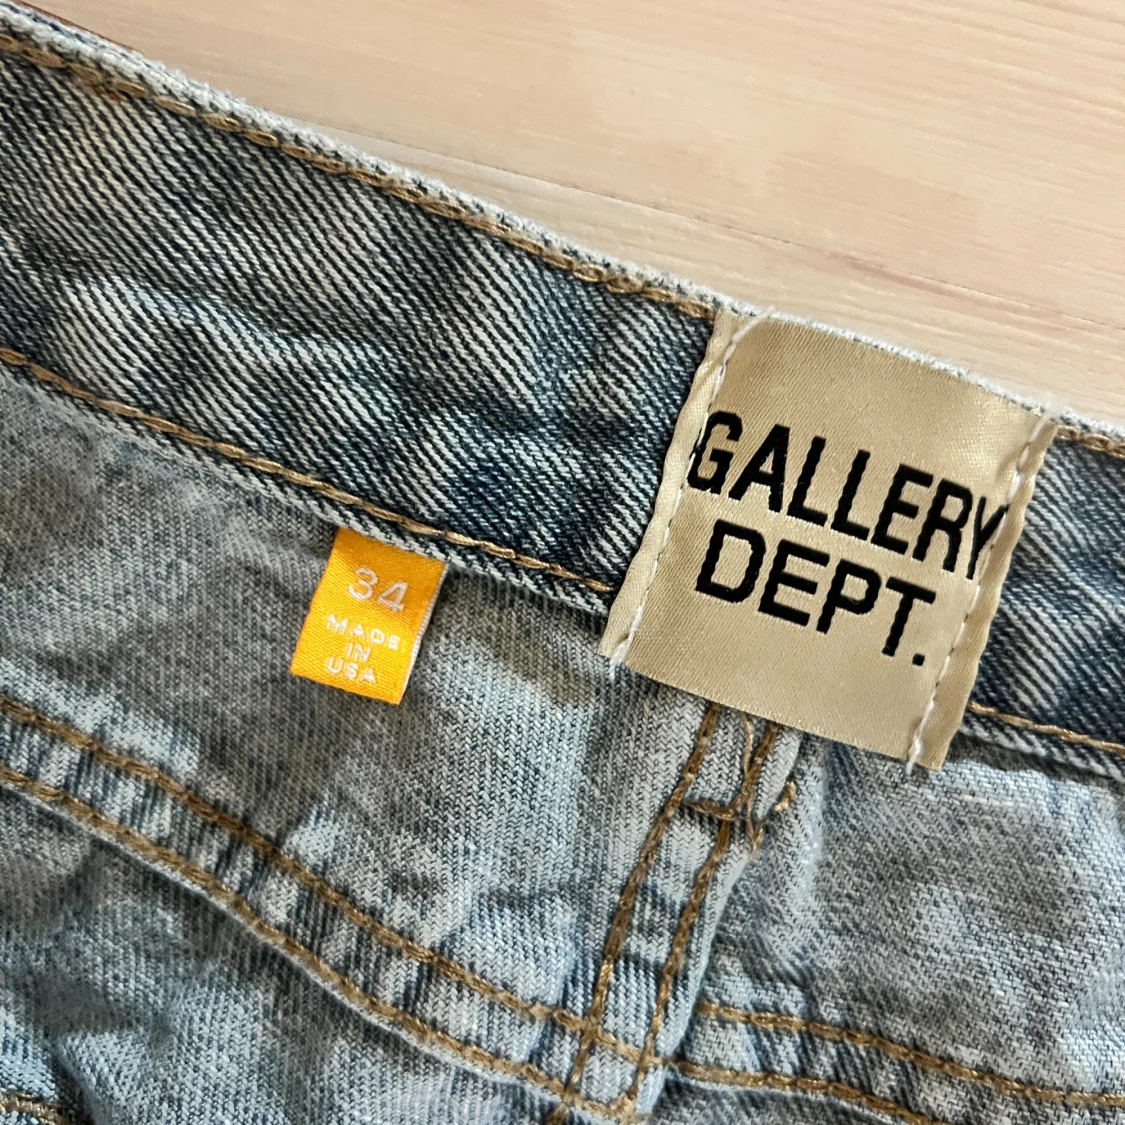 GALLERY
DEPT.
34
MADE
IN
USA